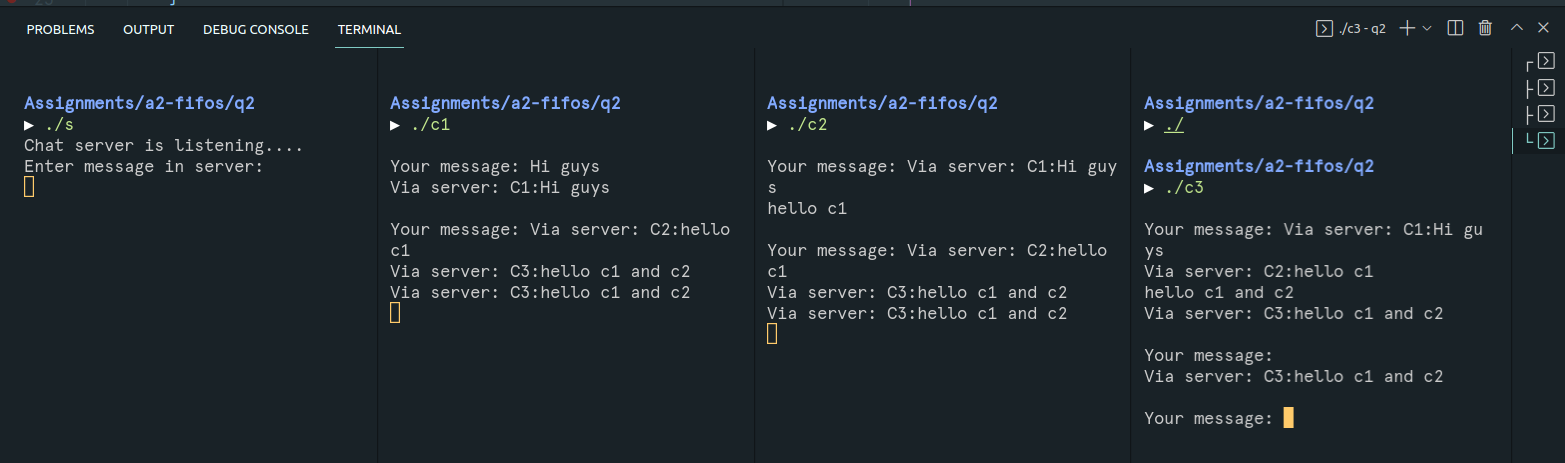 23
PROBLEMS OUTPUT DEBUG CONSOLE TERMINAL ./c3 - q2
Assignments/a2-fifos/q2
► ./s
Chat server is listening....
Enter message in server:
Assignments/a2-fifos/q2
► ./c1
Your message: Hi guys
Via server: C1:Hi guys
Your message: Via server: C2:hello
c1
Via server: C3:hello c1 and c2
Via server: C3:hello c1 and c2
Assignments/a2-fifos/q2
► ./c2
Your message: Via server: C1:Hi guy
s
hello c1
Your message: Via server: C2:hello
c1
Via server: C3:hello c1 and c2
Via server: C3:hello c1 and c2
Assignments/a2-fifos/q2
► ./
Assignments/a2-fifos/q2
► ./c3
Your message: Via server: C1:Hi gu
ys
Via server: C2:hello c1
hello c1 and c2
Via server: C3:hello c1 and c2
Your message:
Via server: C3:hello c1 and c2
Your message: